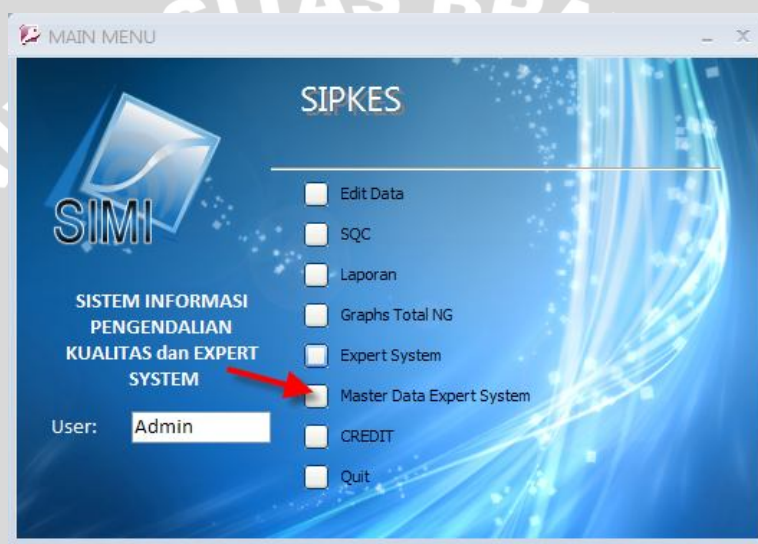 MAIN MENU
SIPKES
SIMI
SISTEM INFORMASI
PENGENDALIAN
KUALITAS dan EXPERT
SYSTEM
User: Admin
Edit Data
SQC
Laporan
Graphs Total NG
Expert System
Master Data Expert System
CREDIT
Quit